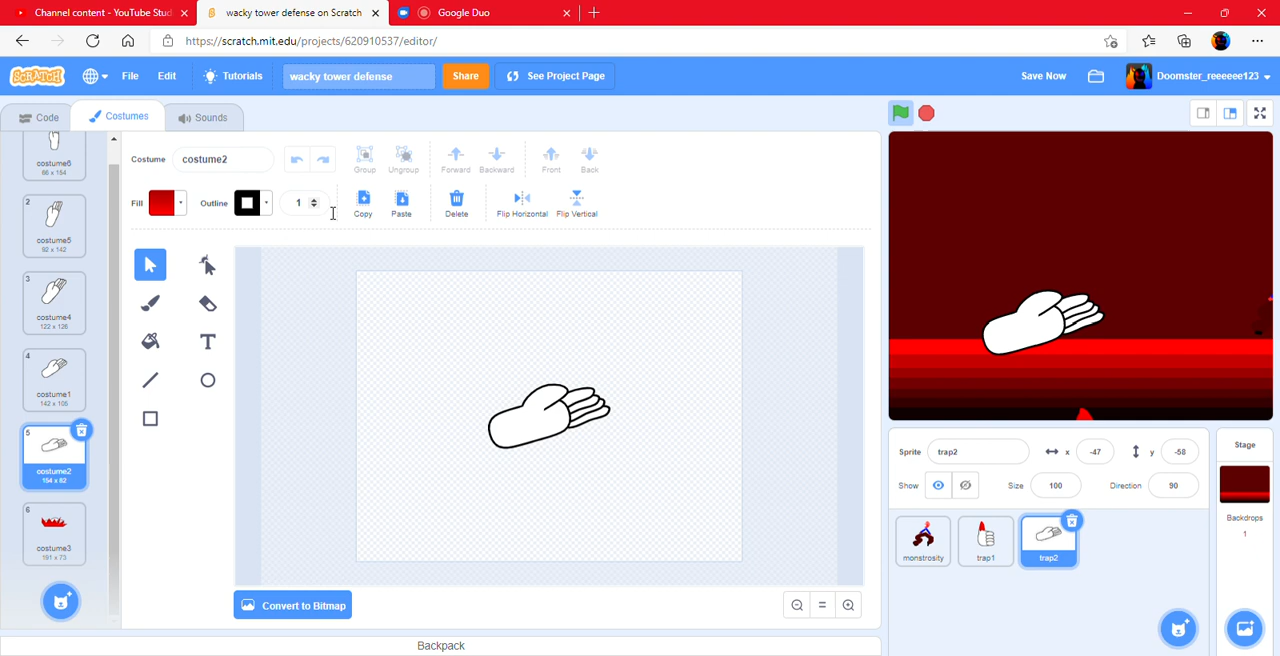 Channel content - YouTube Stud
wacky tower defense on Scratch
Google Duo
https://scratch.mit.edu/projects/620910537/editor/
SCRATCH
File
Edit
Tutorials
wacky tower defense
Share
See Project Page
Save Now
Doomster_reeeeee123
Code
Costumes
Sounds
Costume
costume2
Group
Ungroup
Forward
Backward
Front
Back
Fill
Outline
1
Copy
Paste
Delete
Flip Horizontal
Flip Vertical
costume6
66 x 154
2
costume5
92 x 142
3
costume4
122 x 126
4
costume1
142 x 106
5
costume2
154 x 82
6
costume3
191 x 73
Convert to Bitmap
Backpack
Sprite
trap2
x
-47
y
-58
Show
Size
100
Direction
90
monstrosity
trap1
trap2
Stage
Backdrops
1